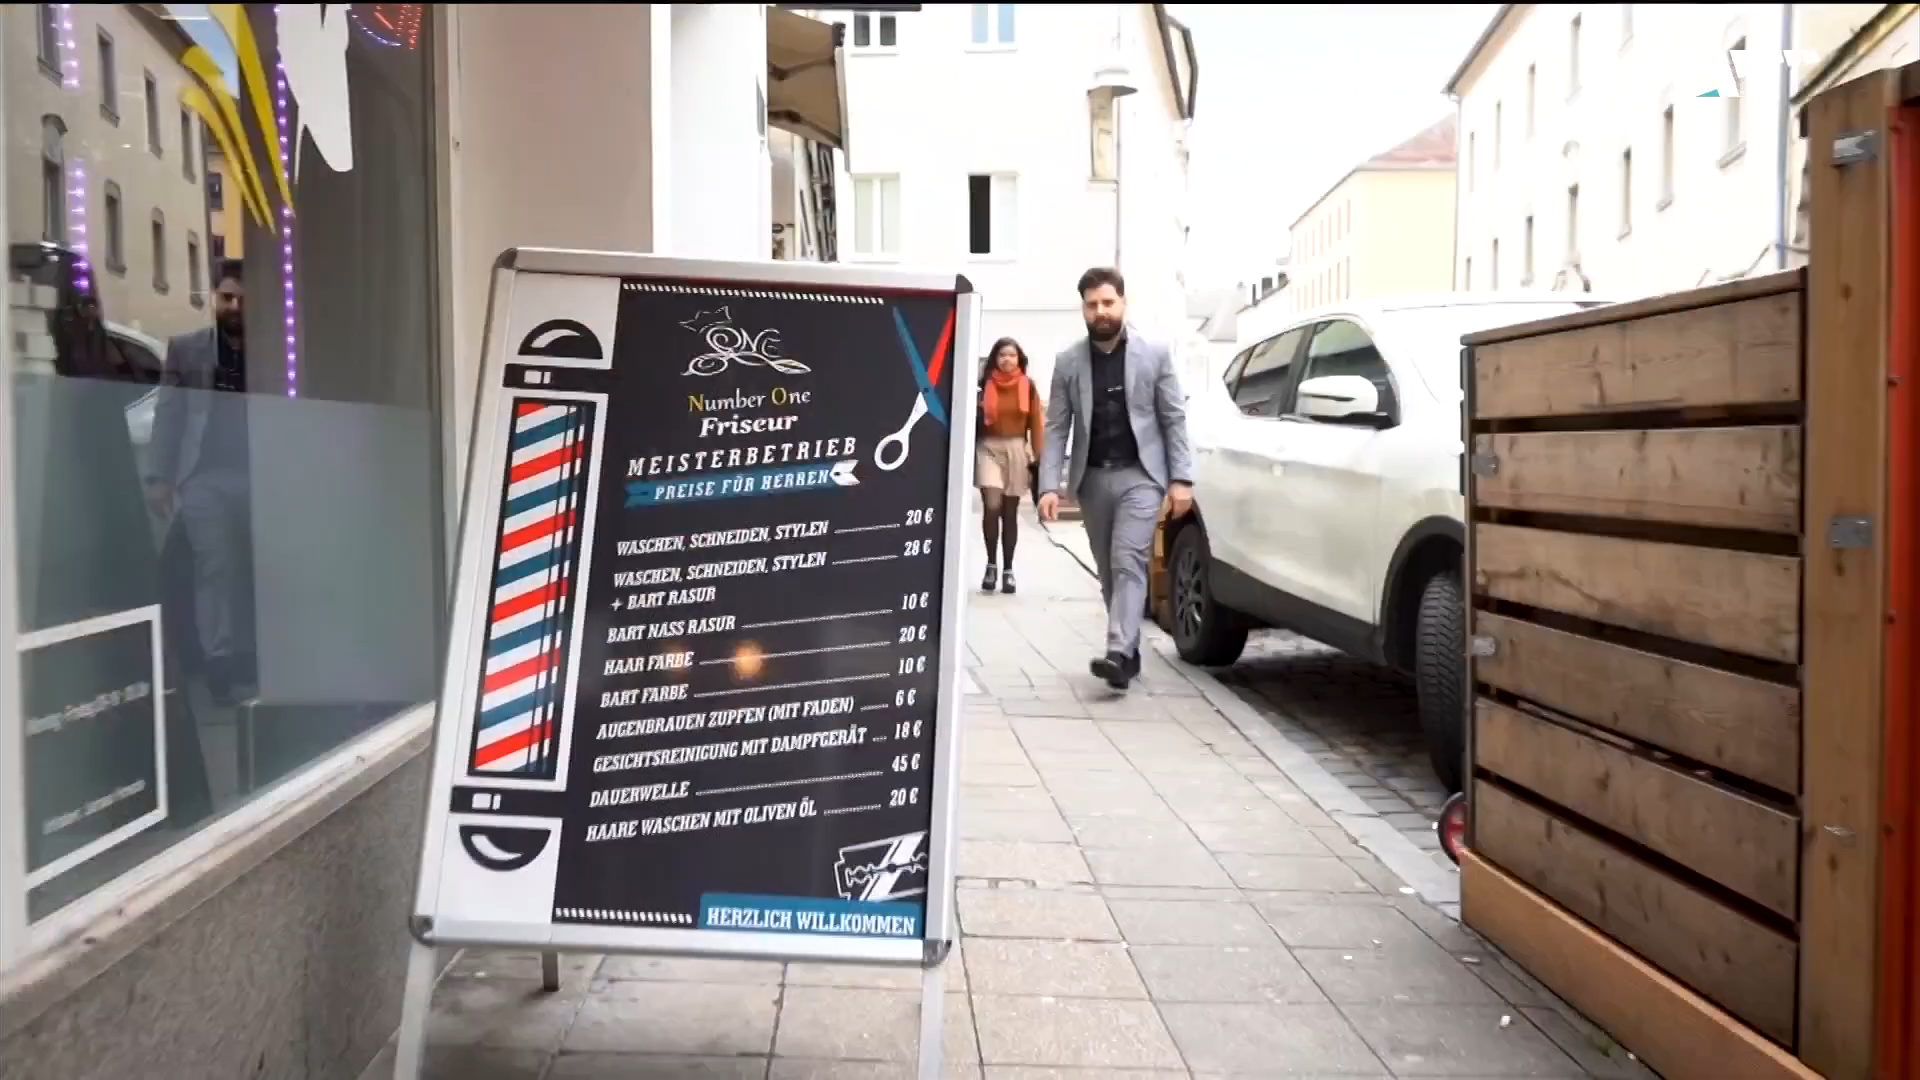 ONE
Number One
Friseur
MEISTERBETRIEB
PREISE FÜR HERREN
WASCHEN, SCHNEIDEN, STYLEN 20 €
WASCHEN, SCHNEIDEN, STYLEN 28 €
+ BART RASUR
BART NASS RASUR 10 €
HAAR FARBE 20 €
BART FARBE 10 €
AUGENBRAUEN ZUPFEN (MIT FADEN) 6 €
GESICHTSREINIGUNG MIT DAMPFGERÄT 18 €
DAUERWELLE 45 €
HAARE WASCHEN MIT OLIVEN ÖL 20 €
HERZLICH WILLKOMMEN